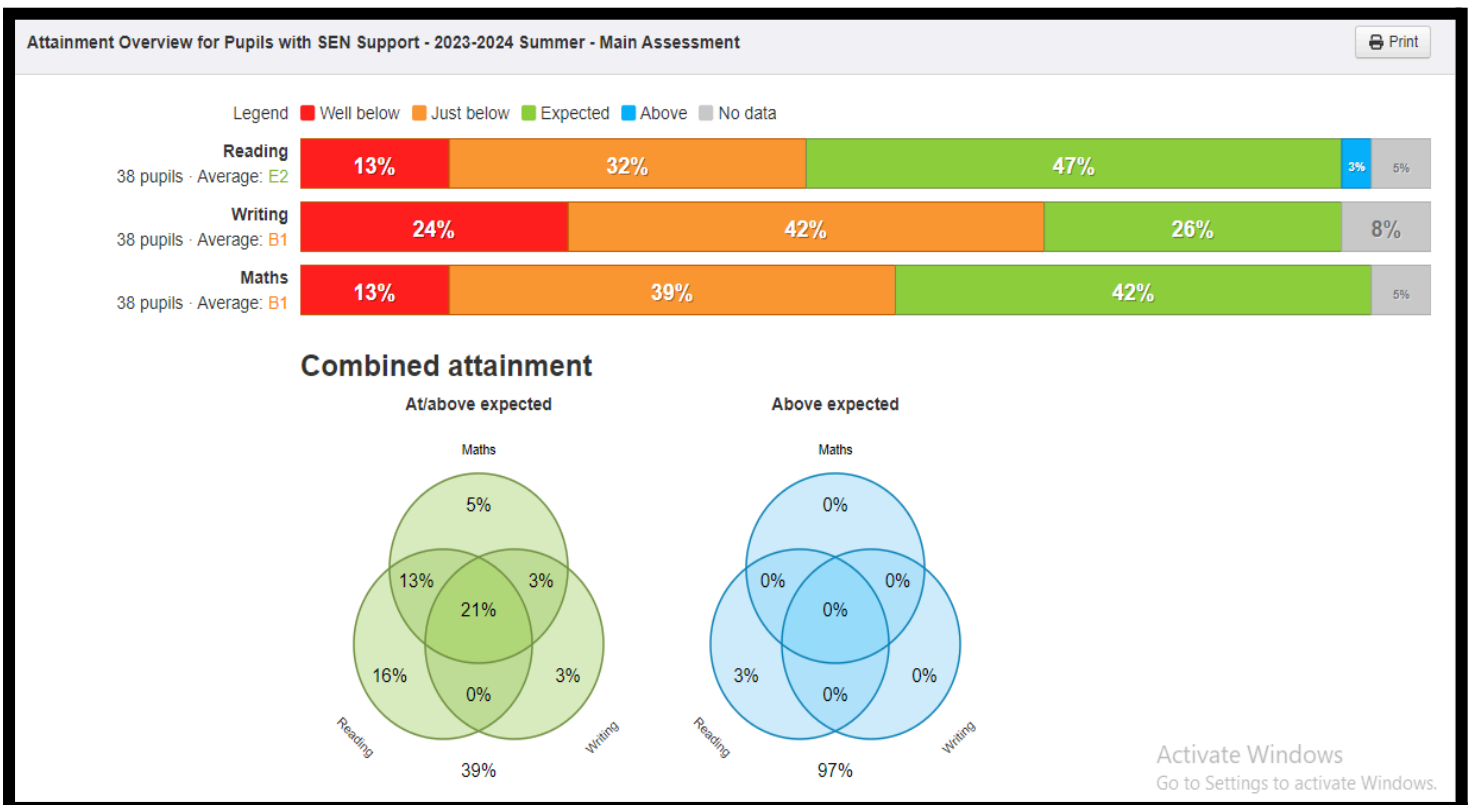 Attainment Overview for Pupils with SEN Support - 2023-2024 Summer - Main Assessment
Print
Legend Well below Just below Expected Above No data
Reading
38 pupils · Average: E2
13% 32% 47% 3% 5%
Writing
38 pupils · Average: B1
24% 42% 26% 8%
Maths
38 pupils · Average: B1
13% 39% 42% 5%
Combined attainment
At/above expected
Maths
5%
13% 3%
21%
16% 3%
0%
Reading Writing
39%
Above expected
Maths
0%
0% 0%
0%
3% 0%
0%
Reading Writing
97%
Activate Windows
Go to Settings to activate Windows.